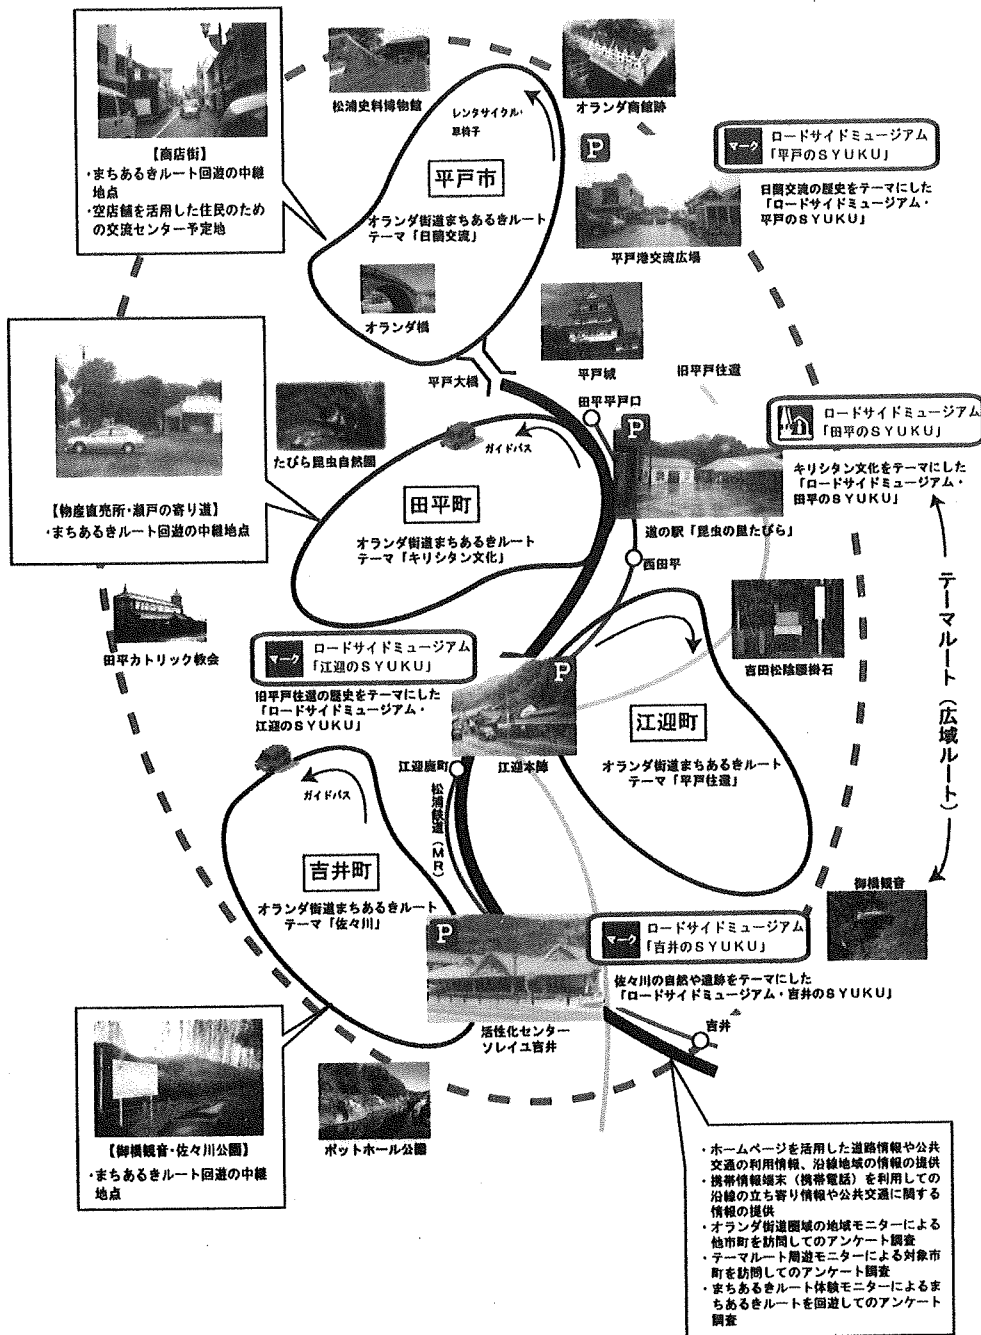 松浦史料博物館
オランダ商館跡
【商店街】
・まちあるきルート回遊の中継
地点
・空店舗を活用した住民のため
の交流センター予定地
レンタサイクル・
車椅子
平戸市
オランダ街道まちあるきルート
テーマ「日蘭交流」
オランダ橋
P
マーク
ロードサイドミュージアム
「平戸のSYUKU」
日蘭交流の歴史をテーマにした
「ロードサイドミュージアム・
平戸のSYUKU」
平戸港交流広場
平戸大橋
平戸城
旧平戸往還
田平平戸口
P
ロードサイドミュージアム
「田平のSYUKU」
キリシタン文化をテーマにした
「ロードサイドミュージアム・
田平のSYUKU」
道の駅「昆虫の里たびら」
【物産直売所・瀬戸の寄り道】
・まちあるきルート回遊の中継地点
たびら昆虫自然園
ガイドバス
田平町
オランダ街道まちあるきルート
テーマ「キリシタン文化」
西田平
田平カトリック教会
マーク
ロードサイドミュージアム
「江迎のSYUKU」
旧平戸往還の歴史をテーマにした
「ロードサイドミュージアム・
江迎のSYUKU」
P
江迎本陣
吉田松陰腰掛石
江迎町
オランダ街道まちあるきルート
テーマ「平戸往還」
テーマルート（広域ルート）
江迎鹿町
松浦鉄道（MR）
ガイドバス
吉井町
オランダ街道まちあるきルート
テーマ「佐々川」
御橋観音
P
マーク
ロードサイドミュージアム
「吉井のSYUKU」
佐々川の自然や遺跡をテーマにした
「ロードサイドミュージアム・吉井のSYUKU」
活性化センター
ソレイユ吉井
吉井
【御橋観音・佐々川公園】
・まちあるきルート回遊の中継
地点
ポットホール公園
・ホームページを活用した道路情報や公共
交通の利用情報、沿線地域の情報の提供
・携帯情報端末（携帯電話）を利用しての
沿線の立ち寄り情報や公共交通に関する
情報の提供
・オランダ街道圏域の地域モニターによる
他市町を訪問してのアンケート調査
・テーマルート周遊モニターによる対象市
町を訪問してのアンケート調査
・まちあるきルート体験モニターによるま
ちあるきルートを回遊してのアンケート
調査